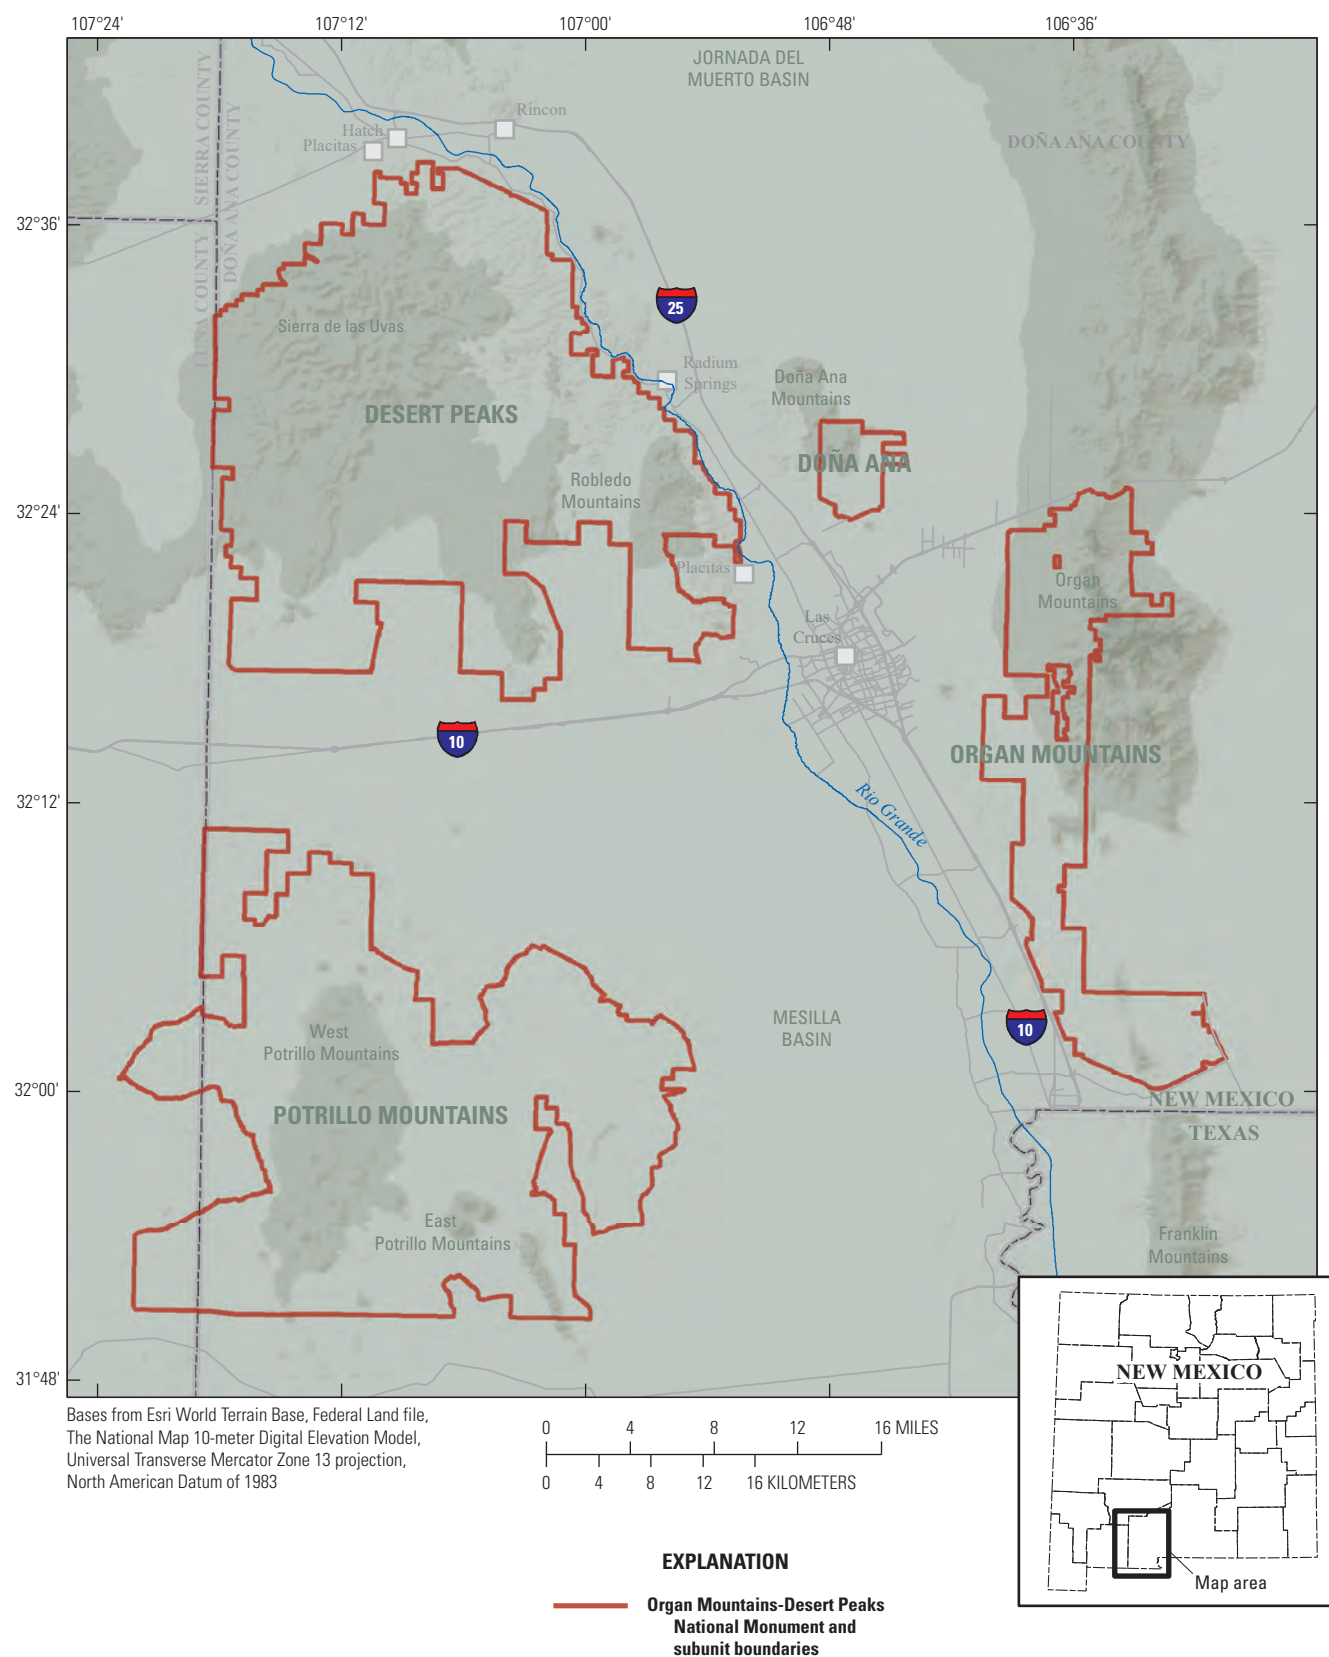 107°24'
107°12'
107°00'
106°48'
106°36'
JORNADA DEL
MUERTO BASIN
SIERRA COUNTY
DOÑA ANA COUNTY
LUNA COUNTY
Rincon
Hatch
Placitas
DOÑA ANA COUNTY
32°36'
25
Sierra de las Uvas
Radium
Springs
Doña Ana
Mountains
DESERT PEAKS
DOÑA ANA
Robledo
Mountains
32°24'
Placitas
Organ
Mountains
Las
Cruces
10
ORGAN MOUNTAINS
32°12'
Rio Grande
MESILLA
BASIN
10
West
Potrillo Mountains
32°00'
POTRILLO MOUNTAINS
NEW MEXICO
TEXAS
East
Potrillo Mountains
Franklin
Mountains
31°48'
NEW MEXICO
Map area
Bases from Esri World Terrain Base, Federal Land file,
The National Map 10-meter Digital Elevation Model,
Universal Transverse Mercator Zone 13 projection,
North American Datum of 1983
0 4 8 12 16 MILES
0 4 8 12 16 KILOMETERS
EXPLANATION
Organ Mountains-Desert Peaks
National Monument and
subunit boundaries